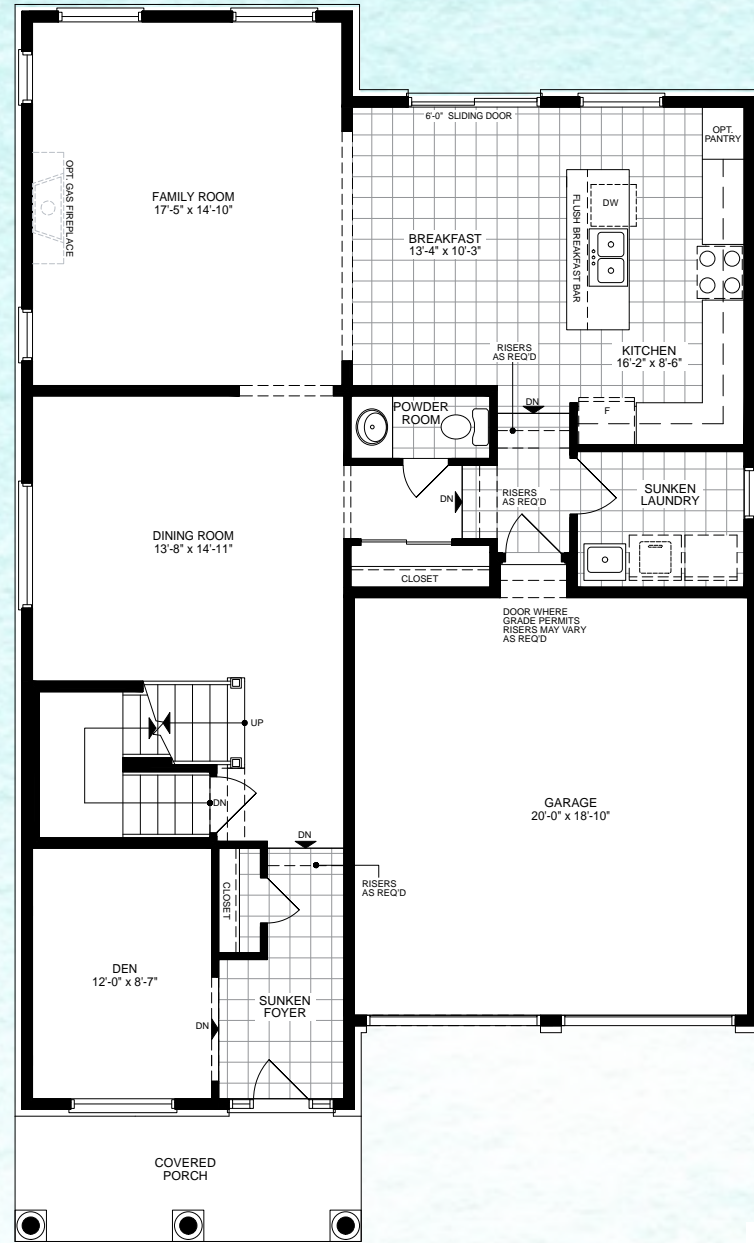 6'-0" SLIDING DOOR
OPT.
PANTRY
OPT. GAS FIREPLACE
FAMILY ROOM
17'-5" x 14'-10"
DW
FLUSH BREAKFAST BAR
BREAKFAST
13'-4" x 10'-3"
RISERS
AS REQ'D
KITCHEN
16'-2" x 8'-6"
DN
F
POWDER
ROOM
DN
RISERS
AS REQ'D
SUNKEN
LAUNDRY
DINING ROOM
13'-8" x 14'-11"
CLOSET
DOOR WHERE
GRADE PERMITS
RISERS MAY VARY
AS REQ'D
UP
DN
GARAGE
20'-0" x 18'-10"
DN
RISERS
AS REQ'D
CLOSET
DEN
12'-0" x 8'-7"
SUNKEN
FOYER
DN
COVERED
PORCH